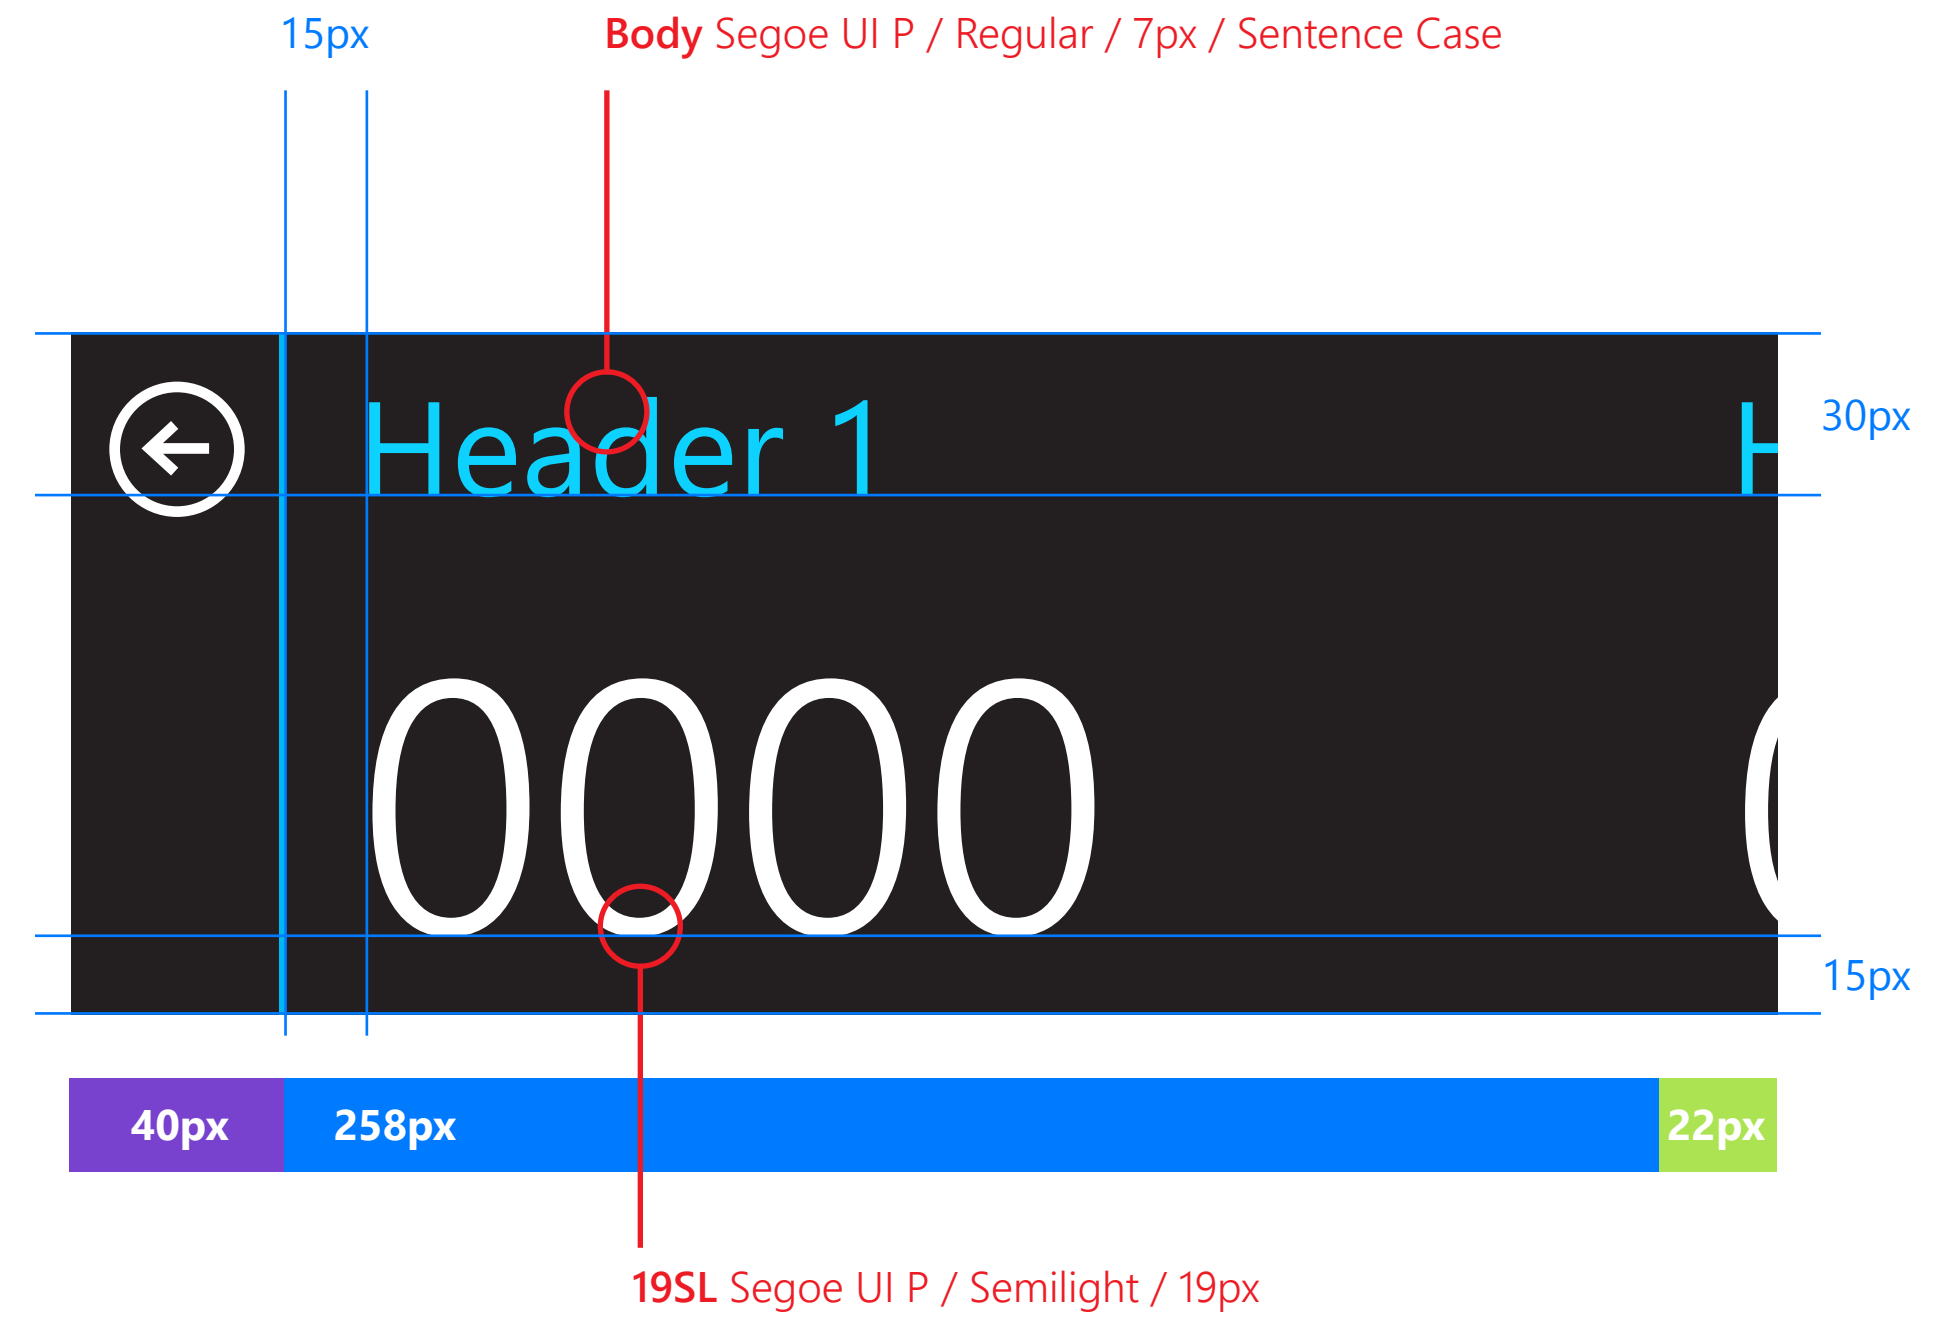 15px
Body Segoe UI P / Regular / 7px / Sentence Case
Header 1 H
30px
0000 0
15px
40px 258px 22px
19SL Segoe UI P / Semilight / 19px